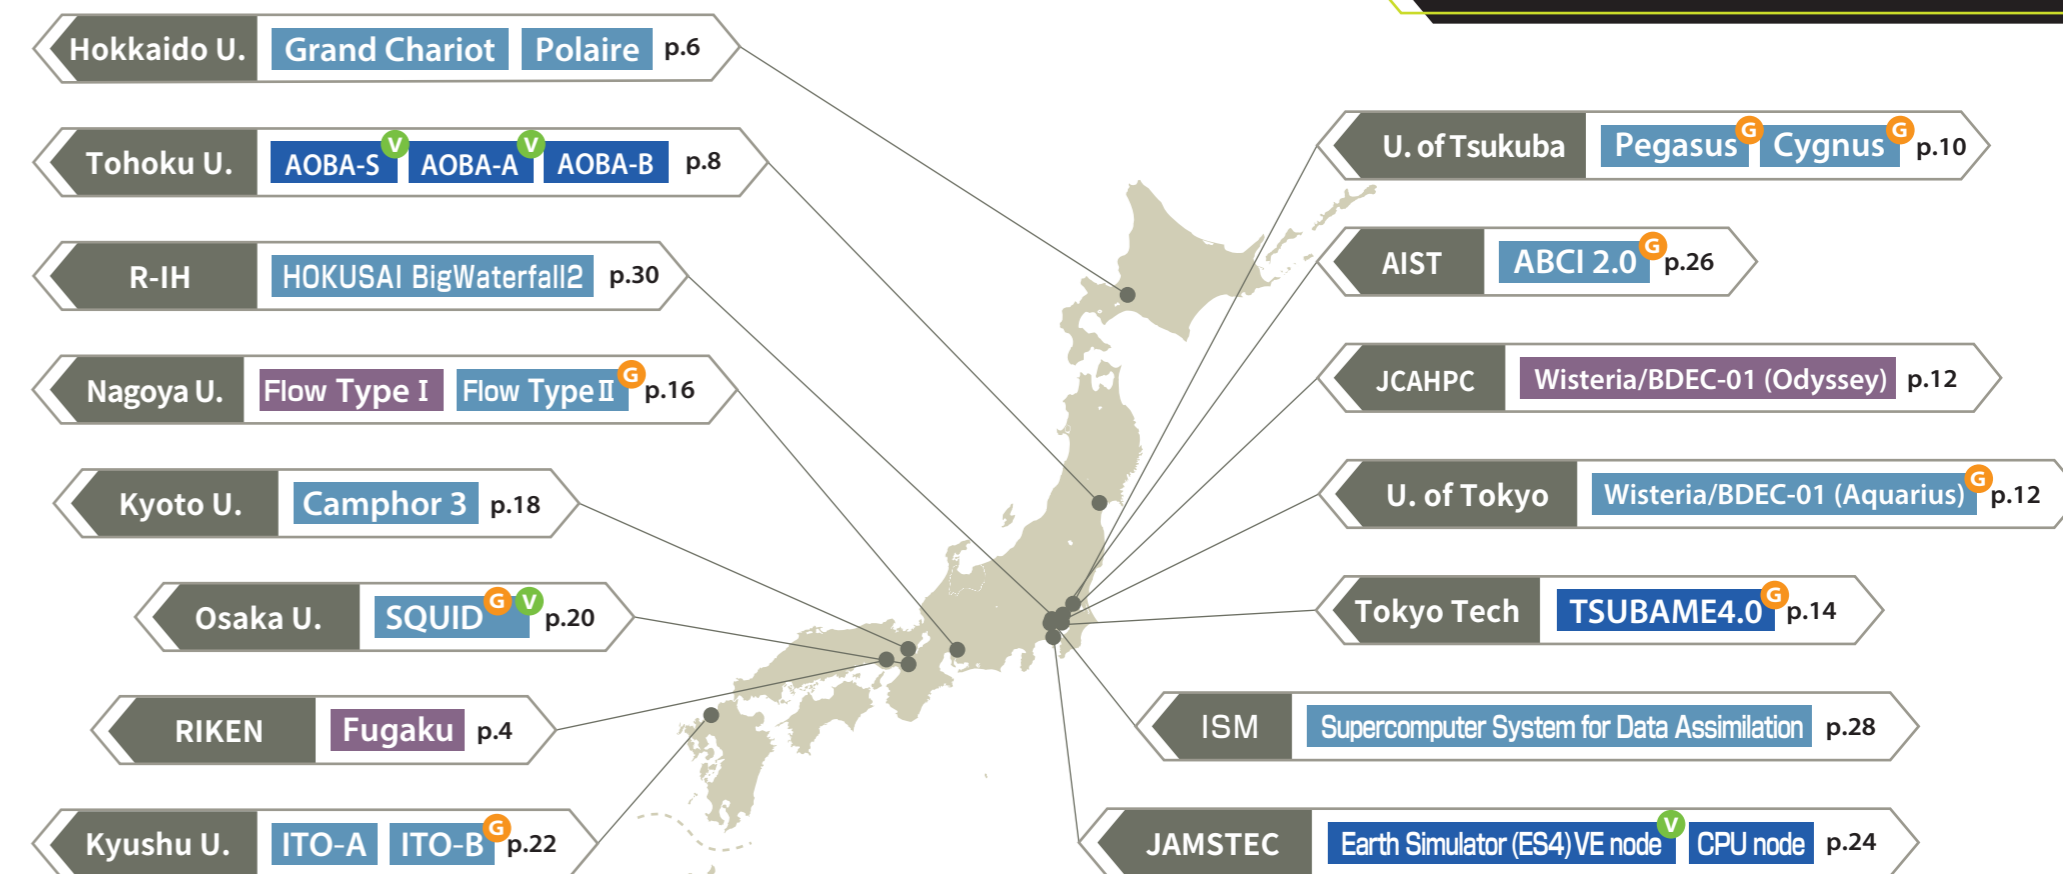 Hokkaido U. Grand Chariot Polaire p.6
Tohoku U. AOBA-S V AOBA-A V AOBA-B p.8
R-IH HOKUSAI BigWaterfall2 p.30
Nagoya U. Flow Type I Flow Type II G p.16
Kyoto U. Camphor 3 p.18
Osaka U. SQUID G V p.20
RIKEN Fugaku p.4
Kyushu U. ITO-A ITO-B G p.22
U. of Tsukuba Pegasus G Cygnus G p.10
AIST ABCI 2.0 G p.26
JCAHPC Wisteria/BDEC-01 (Odyssey) p.12
U. of Tokyo Wisteria/BDEC-01 (Aquarius) G p.12
Tokyo Tech TSUBAME4.0 G p.14
ISM Supercomputer System for Data Assimilation p.28
JAMSTEC Earth Simulator (ES4) VE node V CPU node p.24